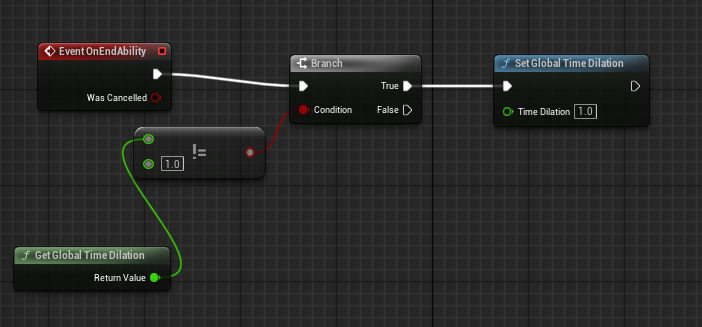 Event OnEndAbility
Was Cancelled
Branch
True
Condition
False
f Set Global Time Dilation
Time Dilation 1.0
!=
1.0
f Get Global Time Dilation
Return Value